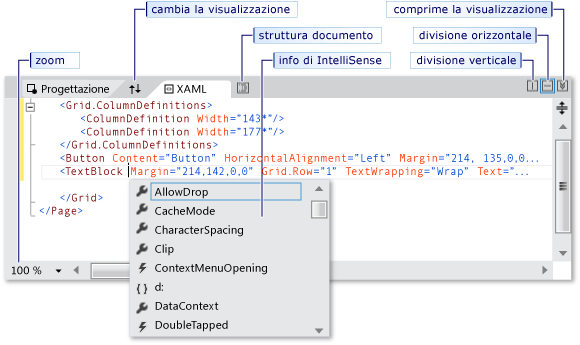 cambia la visualizzazione
comprime la visualizzazione
struttura documento
divisione orizzontale
zoom
info di IntelliSense
divisione verticale
Progettazione
XAML
<Grid.ColumnDefinitions>
<ColumnDefinition Width="143*"/>
<ColumnDefinition Width="177*"/>
</Grid.ColumnDefinitions>
<Button Content="Button" HorizontalAlignment="Left" Margin="214, 135,0,0...
<TextBlock Margin="214,142,0,0" Grid.Row="1" TextWrapping="Wrap" Text="...
</Grid>
</Page>
AllowDrop
CacheMode
CharacterSpacing
Clip
ContextMenuOpening
{ } d:
DataContext
DoubleTapped
100 %